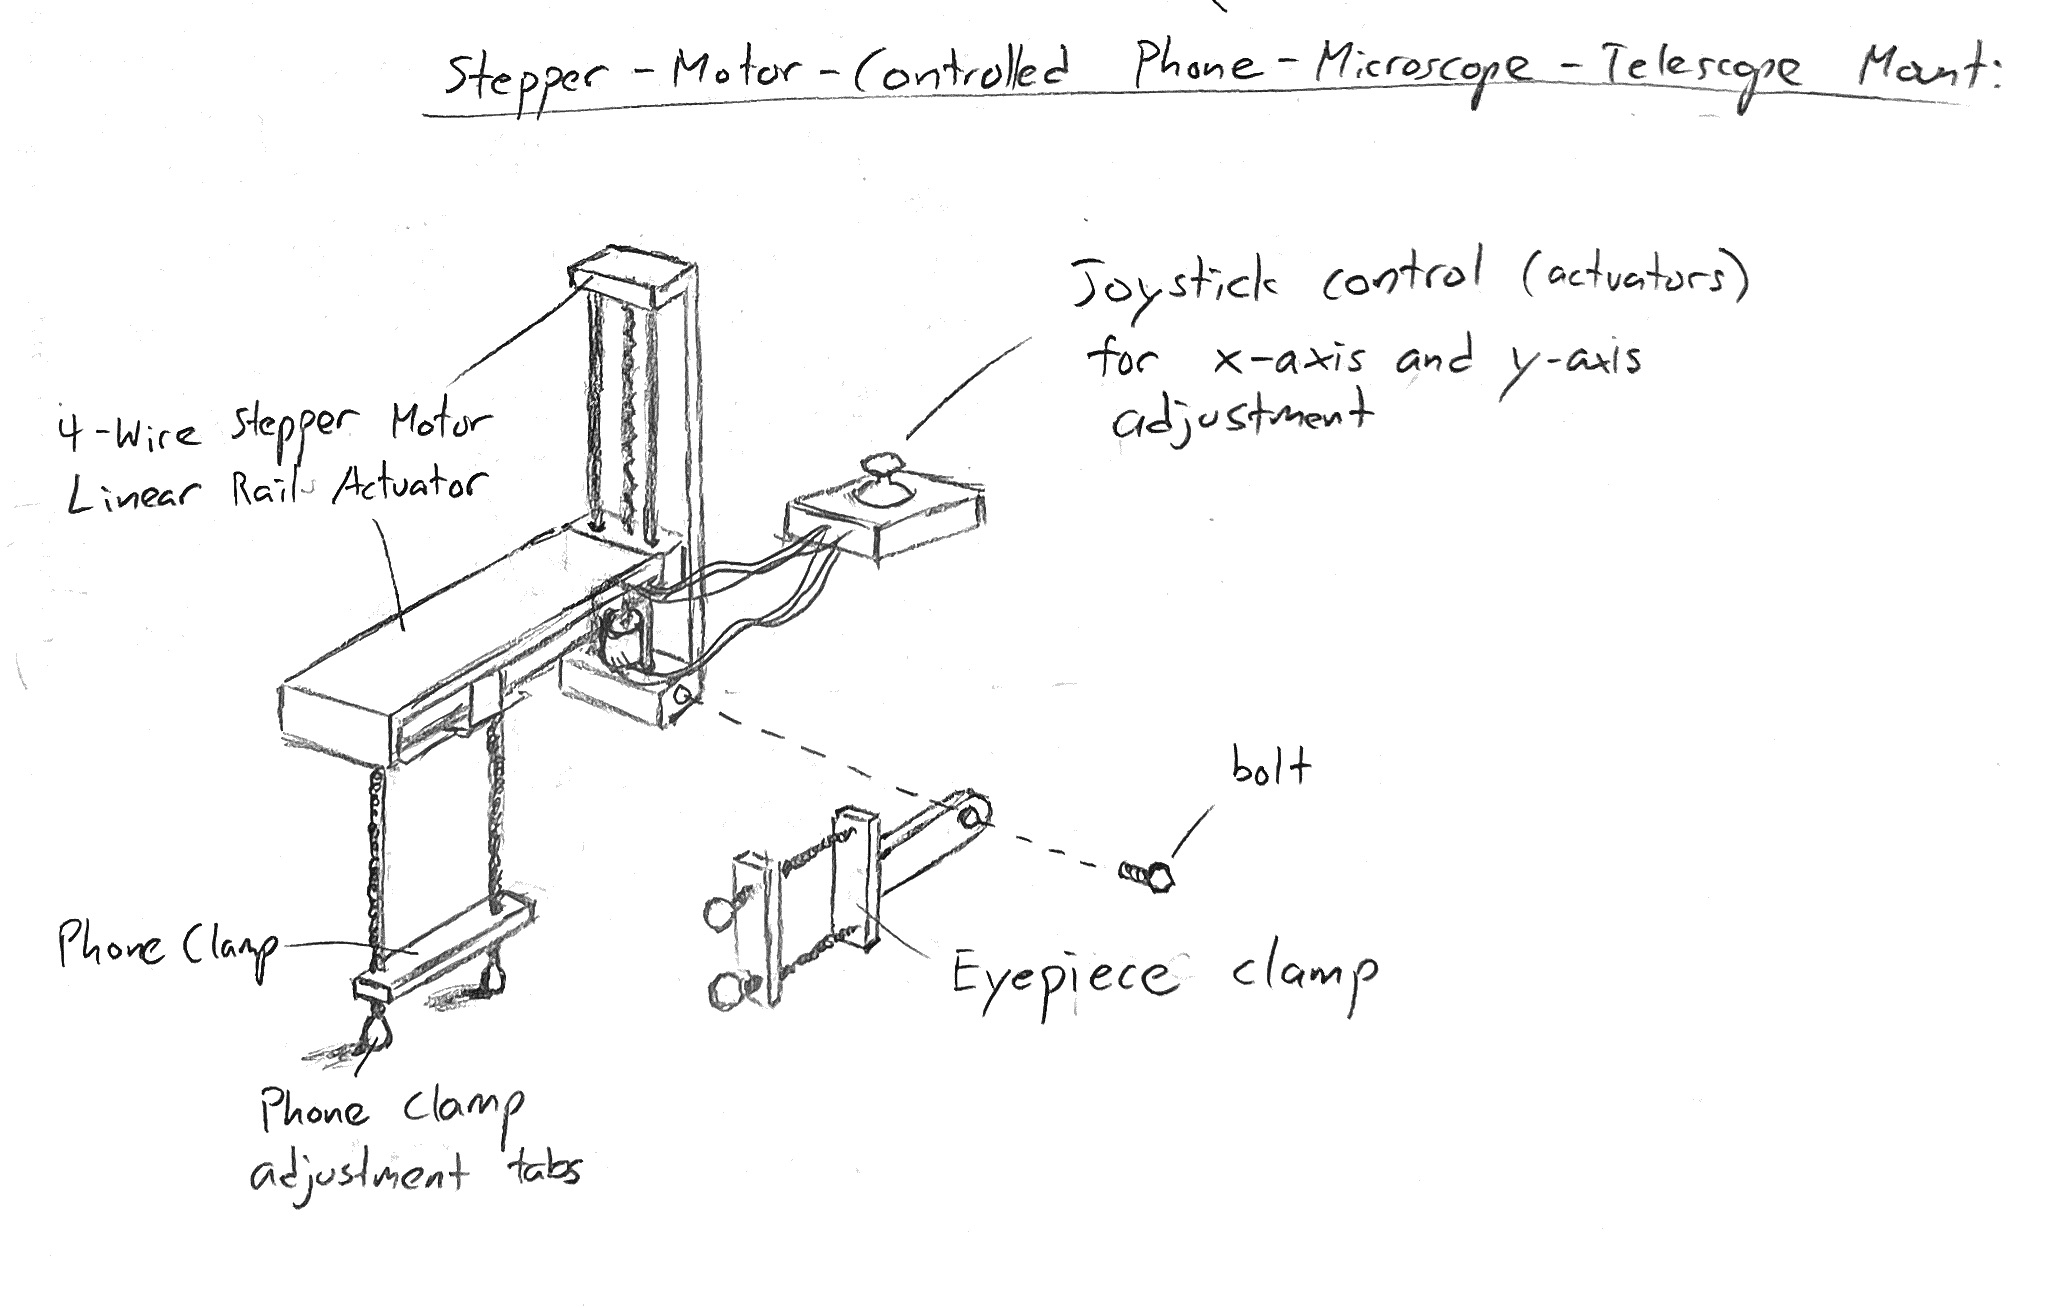 Stepper-Motor-Controlled Phone-Microscope-Telescope Mount:
Joystick control (actuators)
for x-axis and y-axis
adjustment
4-Wire Stepper Motor
Linear Rail Actuator
bolt
Phone Clamp
Eyepiece clamp
Phone Clamp
adjustment tabs